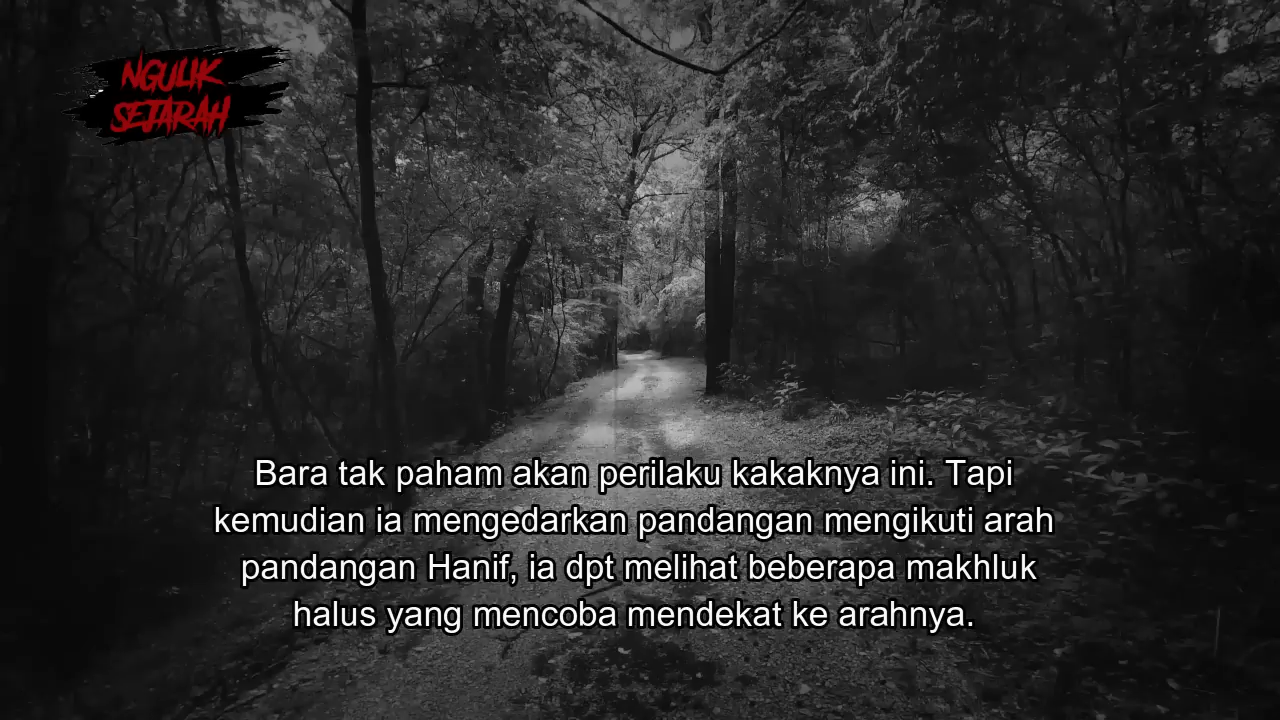 NGULIK
SEJARAH
Bara tak paham akan perilaku kakaknya ini. Tapi
kemudian ia mengedarkan pandangan mengikuti arah
pandangan Hanif, ia dpt melihat beberapa makhluk
halus yang mencoba mendekat ke arahnya.